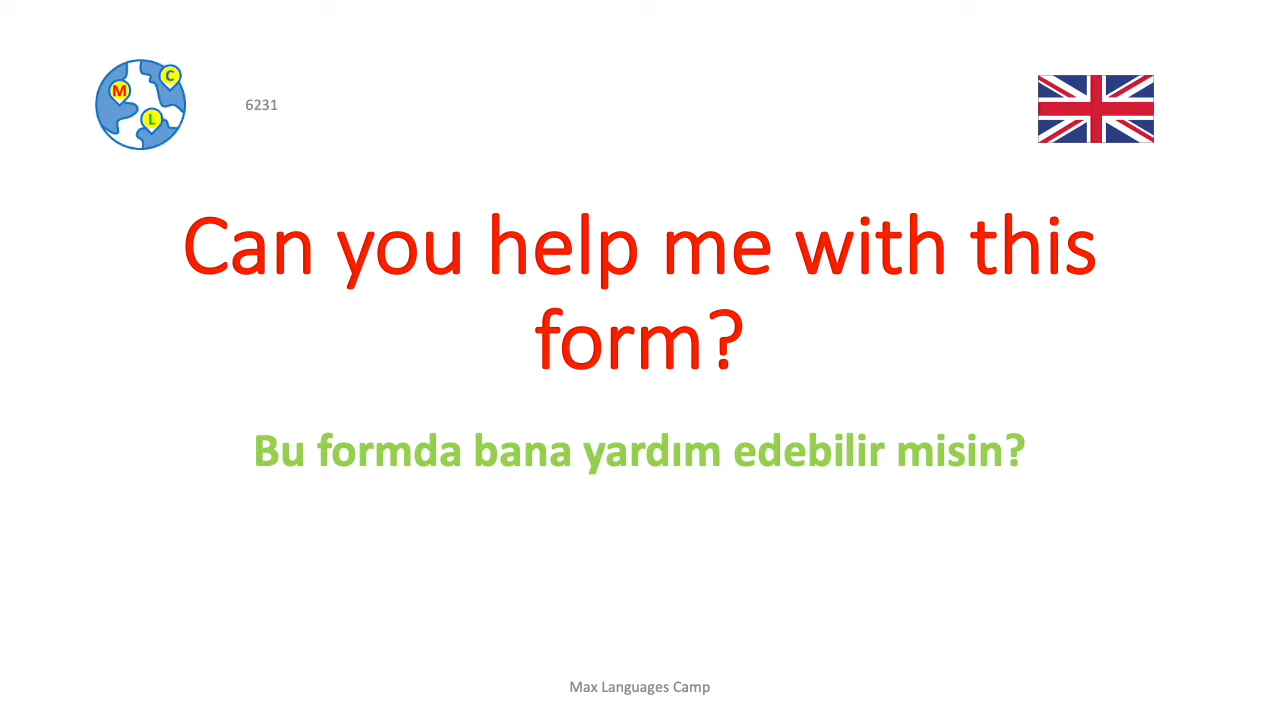 C
M
L
6231
Can you help me with this
form?
Bu formda bana yardım edebilir misin?
Max Languages Camp